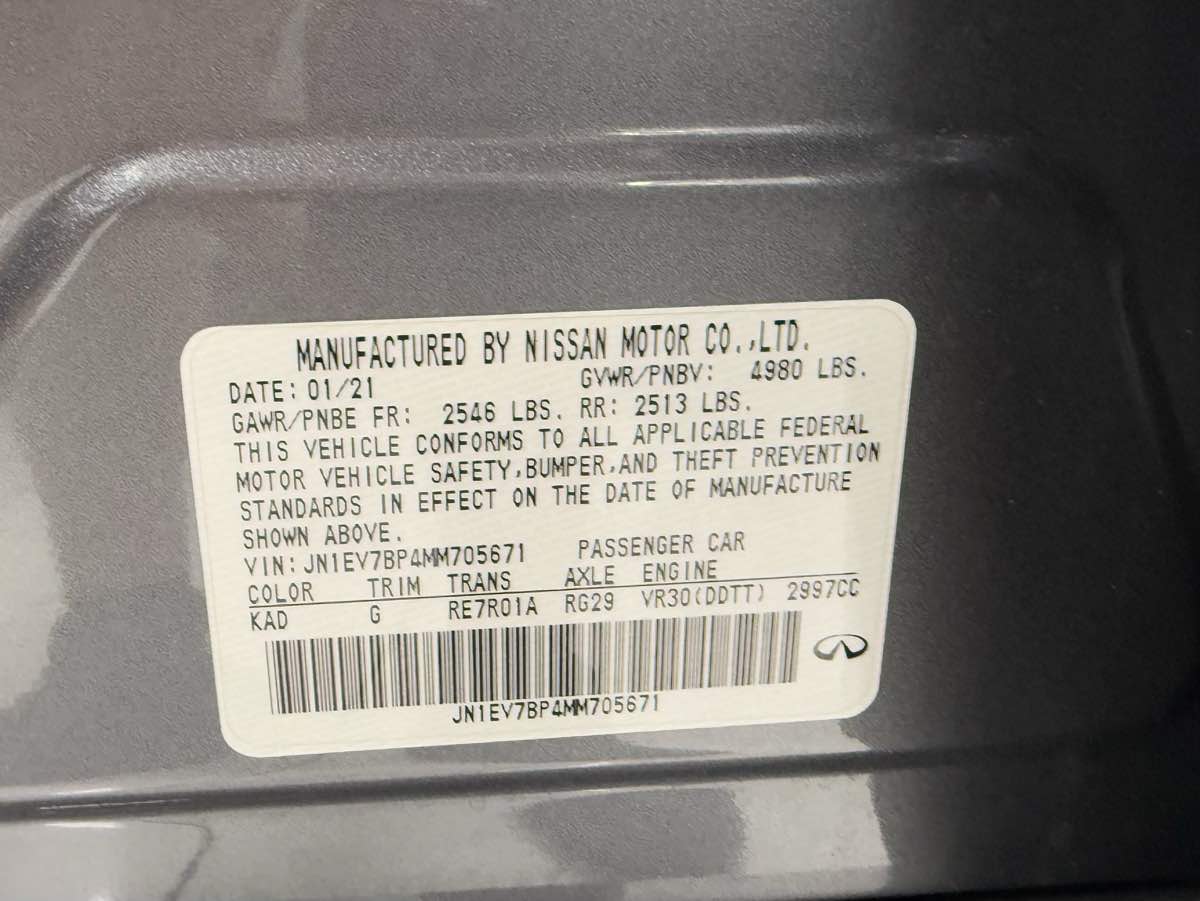 MANUFACTURED BY NISSAN MOTOR CO.,LTD.
DATE: 01/21 GVWR/PNBV: 4980 LBS.
GAWR/PNBE FR: 2546 LBS. RR: 2513 LBS.
THIS VEHICLE CONFORMS TO ALL APPLICABLE FEDERAL
MOTOR VEHICLE SAFETY,BUMPER,AND THEFT PREVENTION
STANDARDS IN EFFECT ON THE DATE OF MANUFACTURE
SHOWN ABOVE.
VIN: JN1EV7BP4MM705671 PASSENGER CAR
COLOR TRIM TRANS AXLE ENGINE
KAD G RE7R01A RG29 VR30(DDTT) 2997CC
JN1EV7BP4MM705671